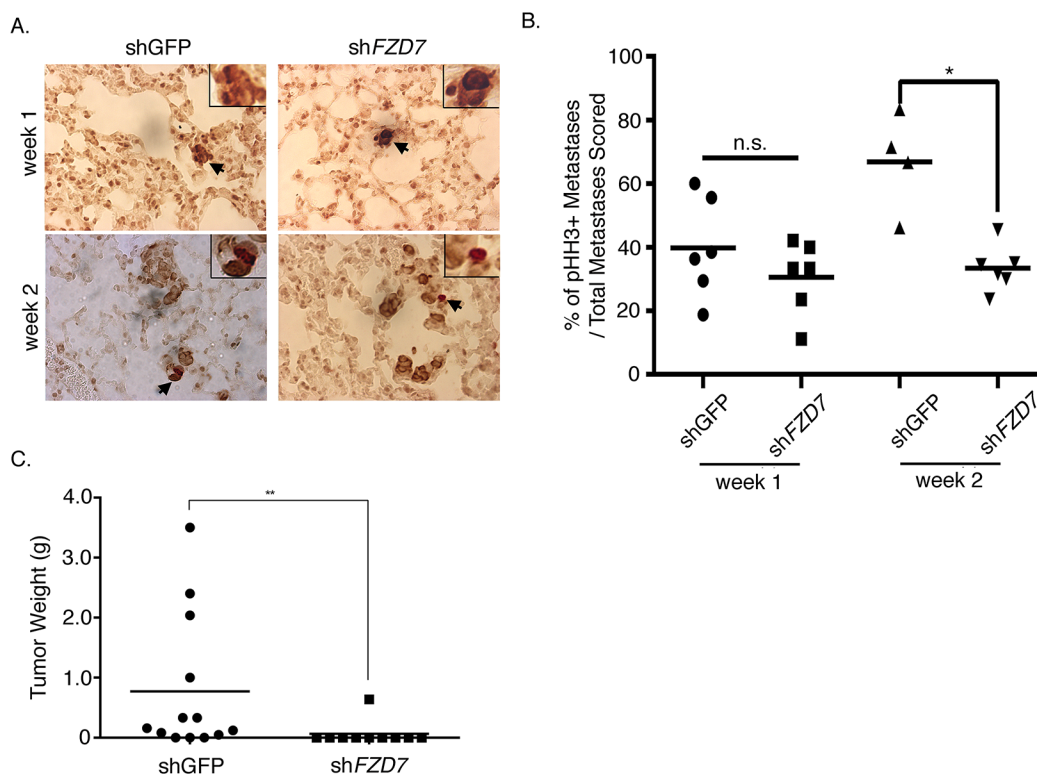 A.
shGFP
shFZD7
week 1
week 2
B.
% of pHH3+ Metastases
/ Total Metastases Scored
100
80
60
40
20
0
n.s.
*
shGFP
shFZD7
shGFP
shFZD7
week 1
week 2
C.
Tumor Weight (g)
4.0
3.0
2.0
1.0
0
**
shGFP
shFZD7